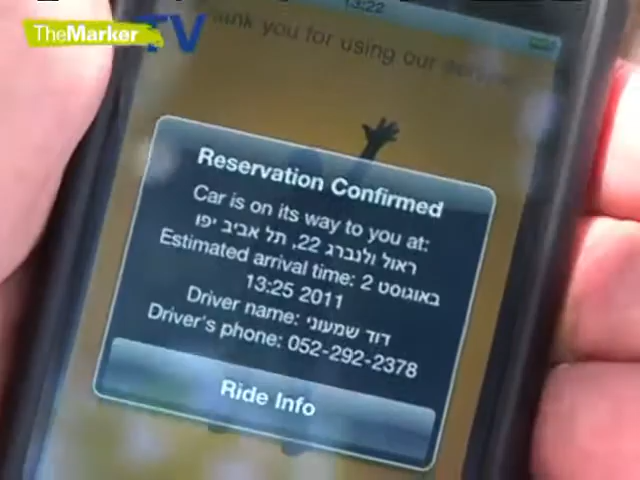 TheMarker TV
13:22
Thank you for using our service
Reservation Confirmed
Car is on its way to you at:
ראול ולנברג 22, תל אביב יפו
Estimated arrival time: 2 באוגוסט
13:25 2011
Driver name: דוד שמעוני
Driver's phone: 052-292-2378
Ride Info